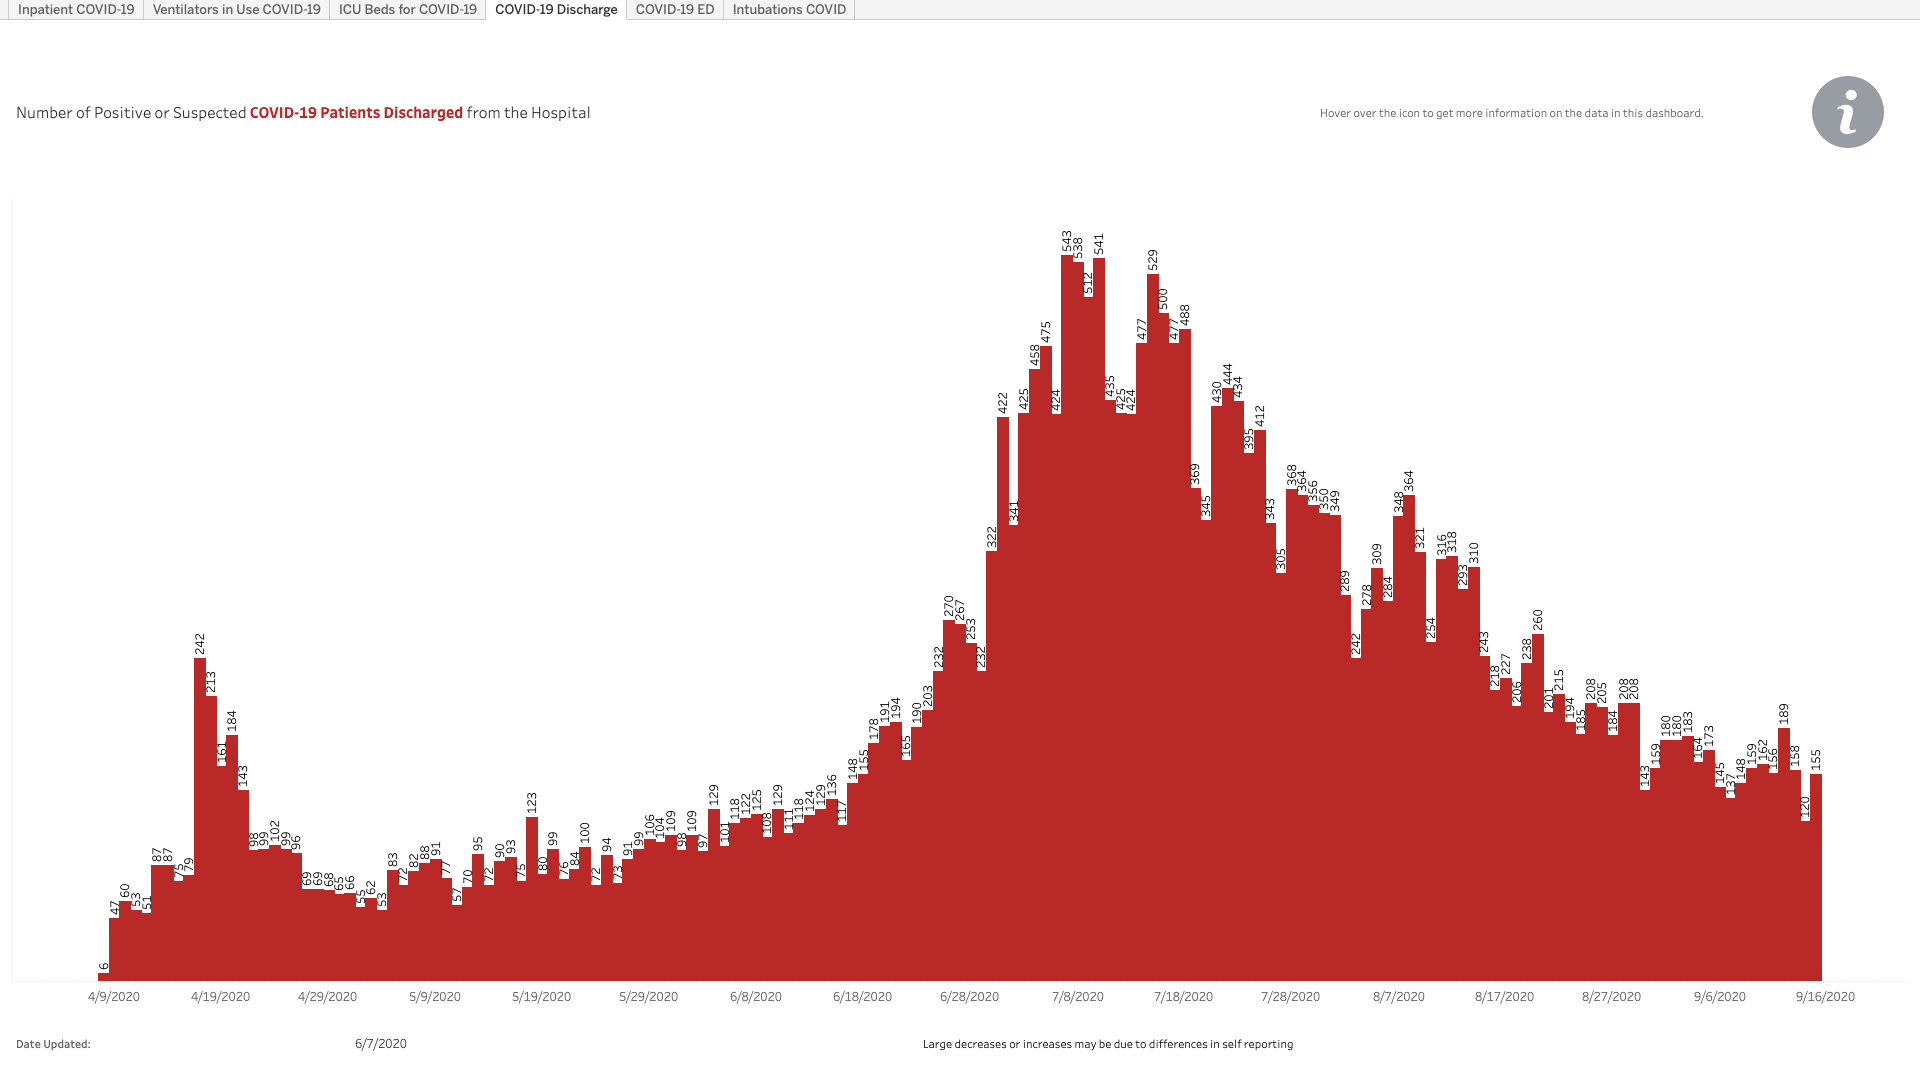 Inpatient COVID-19 Ventilators in Use COVID-19 ICU Beds for COVID-19 COVID-19 Discharge COVID-19 ED Intubations COVID
Number of Positive or Suspected COVID-19 Patients Discharged from the Hospital
Hover over the icon to get more information on the data in this dashboard.
i
6 47 60 53 51 87 87 75 79 242 213 161 184 143 98 99 102 99 96 69 69 68 65 66 55 62 53 83 72 82 88 91 77 57 70 95 72 90 93 75 123 80 99 76 84 100 72 94 73 91 99 106 104 109 98 109 97 129 101 118 122 125 108 129 111 118 124 129 136 117 148 155 178 191 194 165 190 203 232 270 267 253 232 322 422 341 425 458 475 424 543 538 512 541 435 425 424 477 529 500 477 488 369 345 430 444 434 395 412 343 305 368 364 356 350 349 289 242 278 309 284 348 364 321 254 316 318 293 310 243 218 227 206 238 260 201 215 194 185 208 205 184 208 208 143 159 180 180 183 164 173 145 137 148 159 162 156 189 158 120 155
4/9/2020 4/19/2020 4/29/2020 5/9/2020 5/19/2020 5/29/2020 6/8/2020 6/18/2020 6/28/2020 7/8/2020 7/18/2020 7/28/2020 8/7/2020 8/17/2020 8/27/2020 9/6/2020 9/16/2020
Date Updated: 6/7/2020
Large decreases or increases may be due to differences in self reporting